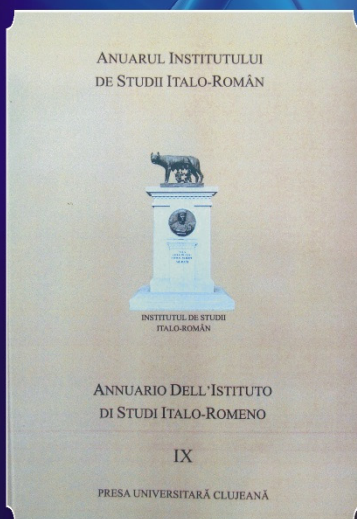 ANUARUL INSTITUTULUI
DE STUDII ITALO-ROMÂN
INSTITUTUL DE STUDII
ITALO-ROMÂN
ANNUARIO DELL'ISTITUTO
DI STUDI ITALO-ROMENO
IX
PRESA UNIVERSITARĂ CLUJEANĂ